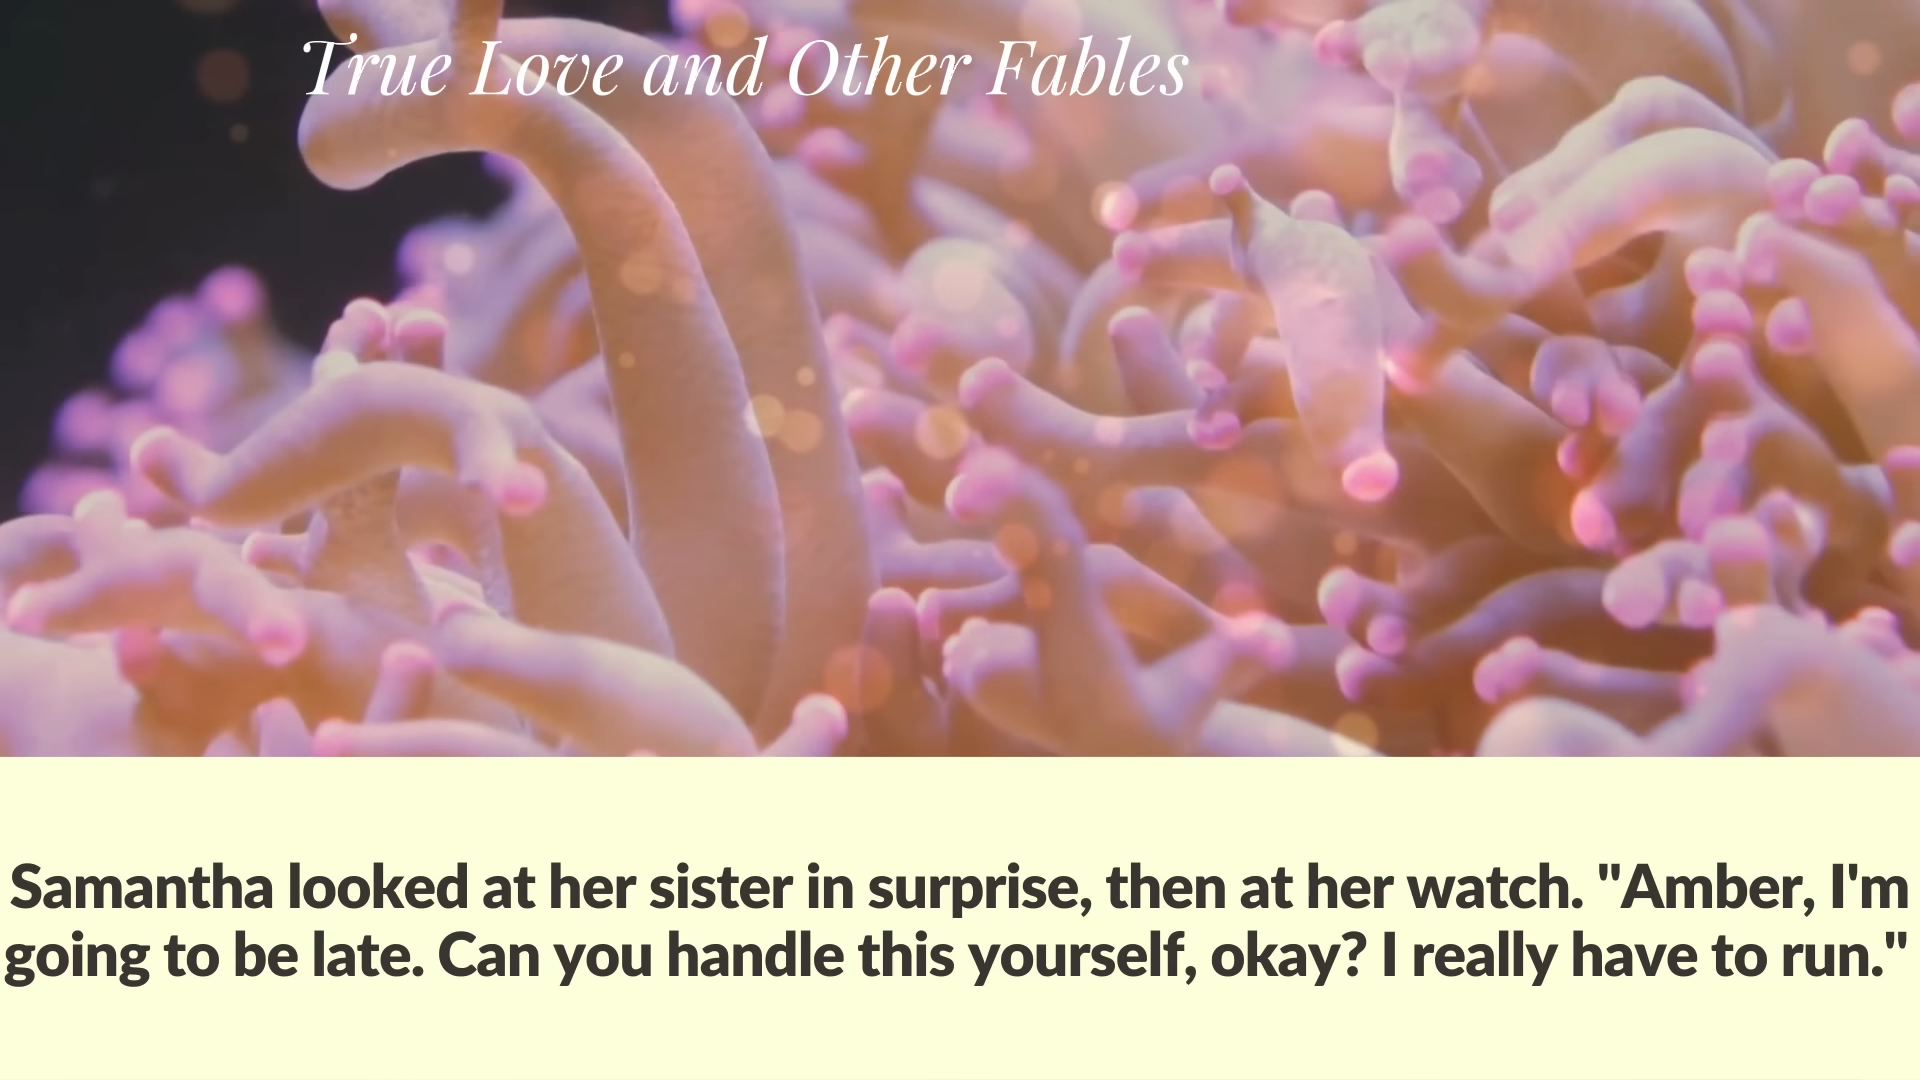 True Love and Other Fables
Samantha looked at her sister in surprise, then at her watch. "Amber, I'm
going to be late. Can you handle this yourself, okay? I really have to run."